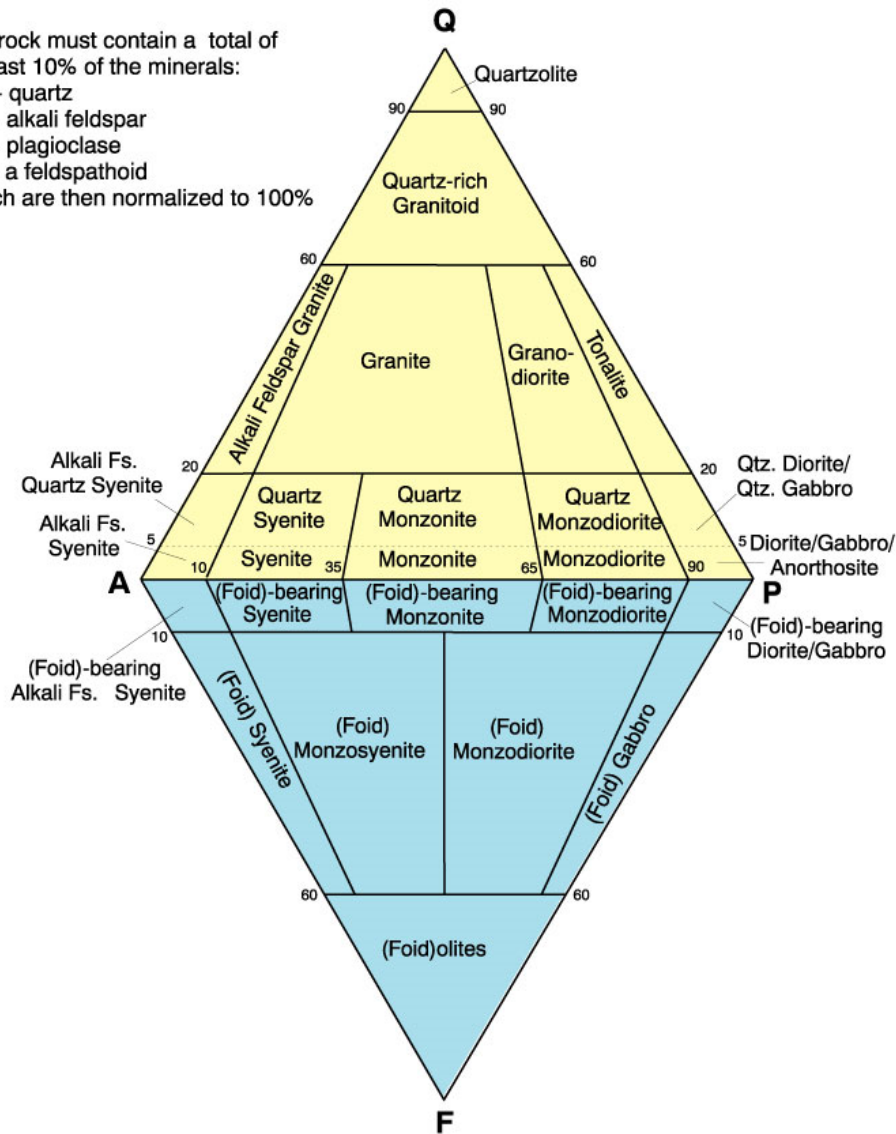 Q
rock must contain a total of
ast 10% of the minerals:
- quartz
alkali feldspar
plagioclase
a feldspathoid
ch are then normalized to 100%
Quartzolite
90
90
Quartz-rich
Granitoid
60
60
Alkali Feldspar Granite
Granite
Grano-
diorite
Tonalite
20
20
Alkali Fs.
Quartz Syenite
Qtz. Diorite/
Qtz. Gabbro
Quartz
Syenite
Quartz
Monzonite
Quartz
Monzodiorite
Alkali Fs.
Syenite
5
5
Diorite/Gabbro/
Anorthosite
10
Syenite
35
Monzonite
65
Monzodiorite
90
A
P
(Foid)-bearing
Syenite
(Foid)-bearing
Monzonite
(Foid)-bearing
Monzodiorite
10
10
(Foid)-bearing
Alkali Fs. Syenite
(Foid)-bearing
Diorite/Gabbro
(Foid) Syenite
(Foid)
Monzosyenite
(Foid)
Monzodiorite
(Foid) Gabbro
60
60
(Foid)olites
F